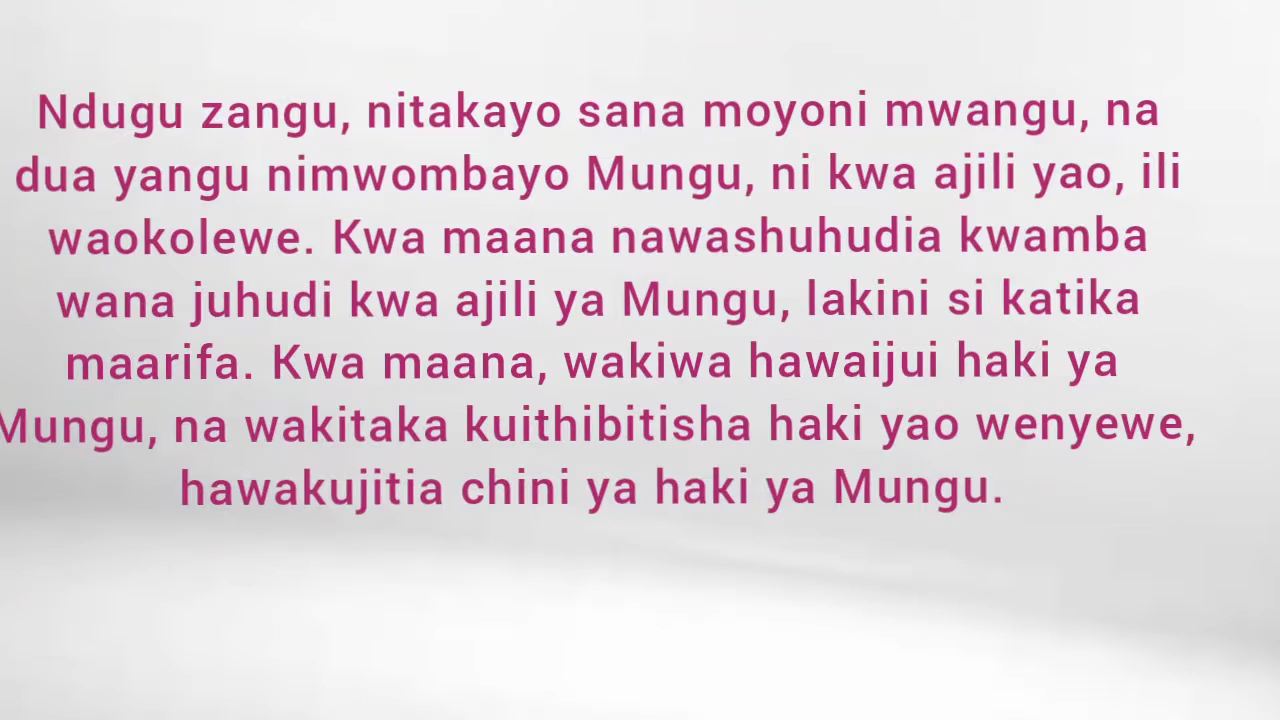 Ndugu zangu, nitakayo sana moyoni mwangu, na
dua yangu nimwombayo Mungu, ni kwa ajili yao, ili
waokolewe. Kwa maana nawashuhudia kwamba
wana juhudi kwa ajili ya Mungu, lakini si katika
maarifa. Kwa maana, wakiwa hawaijui haki ya
Mungu, na wakitaka kuithibitisha haki yao wenyewe,
hawakujitia chini ya haki ya Mungu.